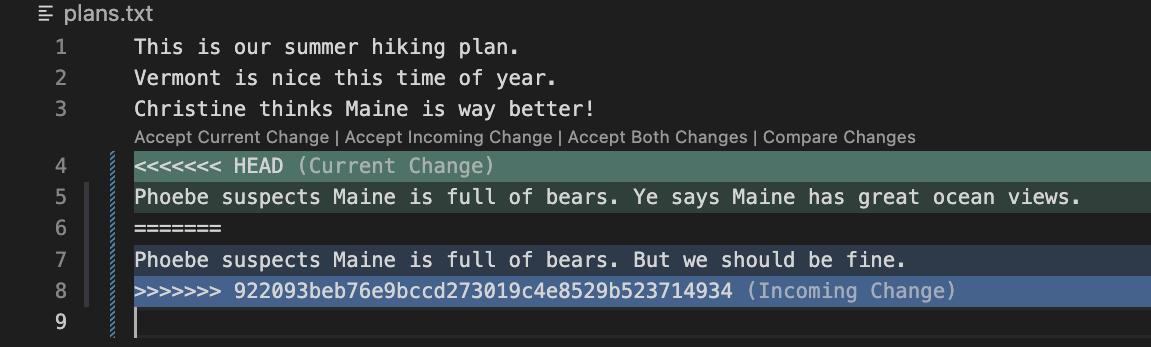 plans.txt
1 This is our summer hiking plan.
2 Vermont is nice this time of year.
3 Christine thinks Maine is way better!
Accept Current Change | Accept Incoming Change | Accept Both Changes | Compare Changes
4 <<<<<<< HEAD (Current Change)
5 Phoebe suspects Maine is full of bears. Ye says Maine has great ocean views.
6 =======
7 Phoebe suspects Maine is full of bears. But we should be fine.
8 >>>>>>> 922093beb76e9bccd273019c4e8529b523714934 (Incoming Change)
9